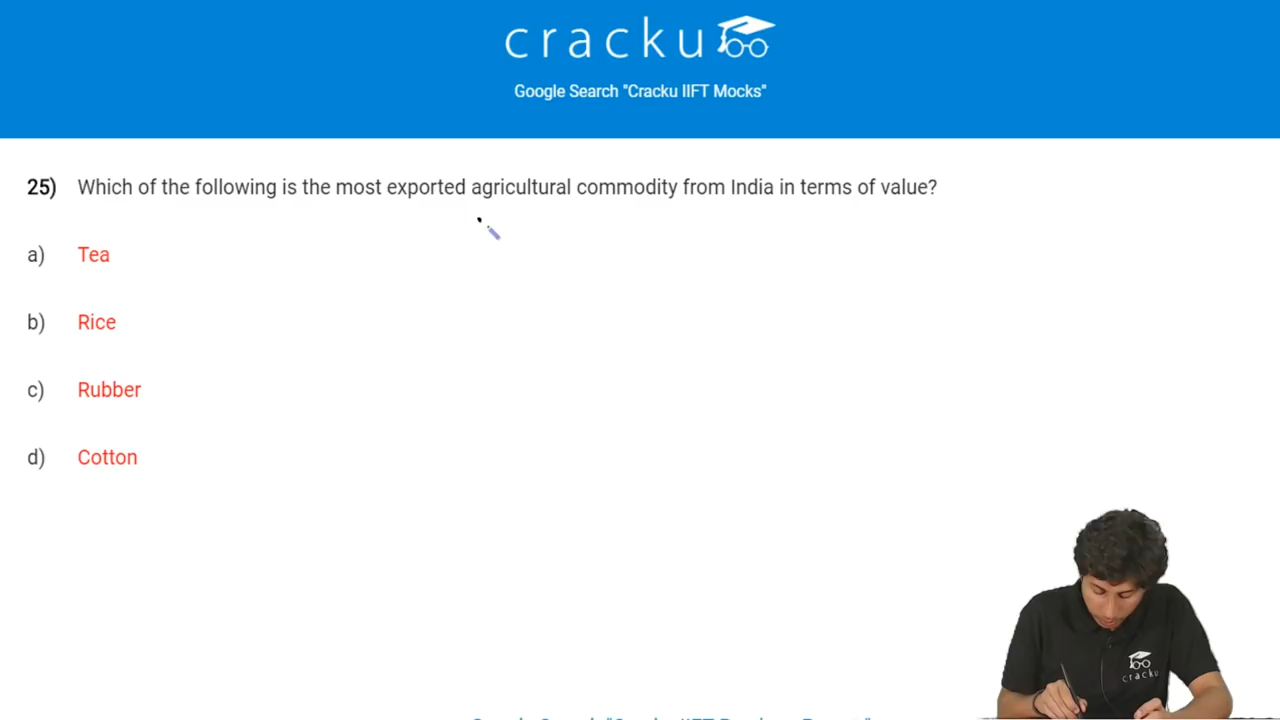 cracku
Google Search "Cracku IIFT Mocks"
25) Which of the following is the most exported agricultural commodity from India in terms of value?
a) Tea
b) Rice
c) Rubber
d) Cotton
cracku